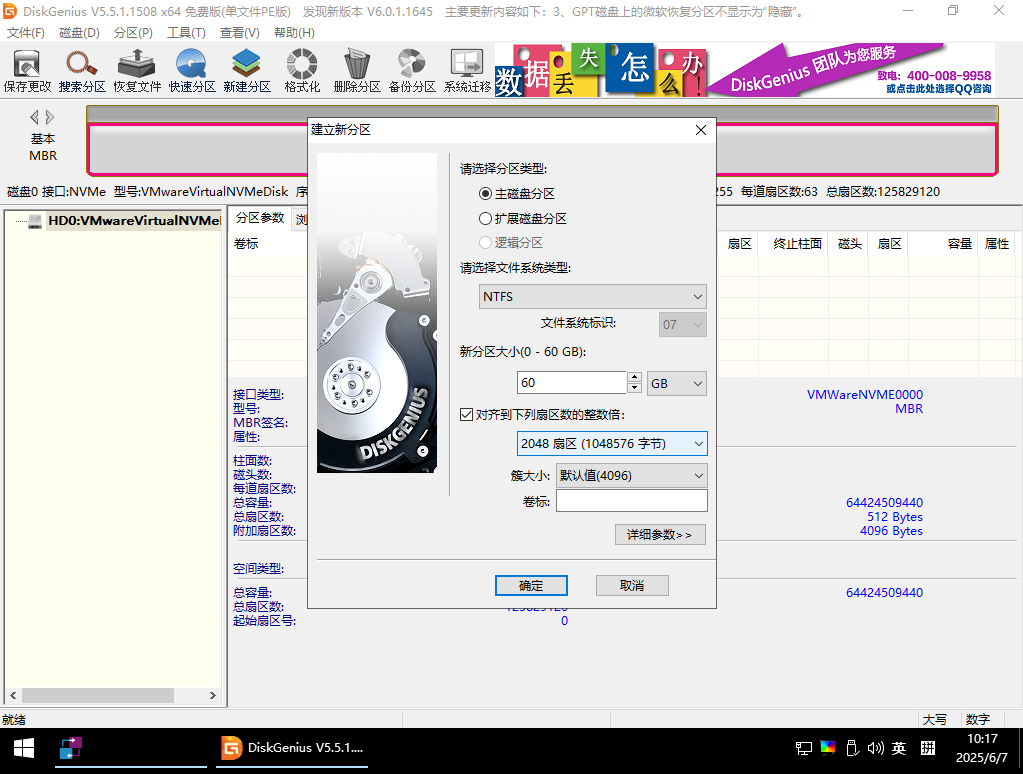 DiskGenius V5.5.1.1508 x64 免费版(单文件PE版) 发现新版本 V6.0.1.1645 主要更新内容如下：3、GPT磁盘上的微软恢复分区不显示为“隐藏”。
文件(F) 磁盘(D) 分区(P) 工具(T) 查看(V) 帮助(H)
保存更改 搜索分区 恢复文件 快速分区 新建分区 格式化 删除分区 备份分区 系统迁移
数据丢失怎么办!
DiskGenius 团队为您服务
致电: 400-008-9958
或点击此处选择QQ咨询
基本
MBR
磁盘0 接口:NVMe 型号:VMwareVirtualNVMeDisk 序
255 每道扇区数:63 总扇区数:125829120
HD0:VMwareVirtualNVMe
分区参数 浏
卷标 扇区 终止柱面 磁头 扇区 容量 属性
建立新分区
请选择分区类型:
主磁盘分区
扩展磁盘分区
逻辑分区
请选择文件系统类型:
NTFS
文件系统标识: 07
新分区大小(0 - 60 GB):
60 GB
对齐到下列扇区数的整数倍:
2048 扇区 (1048576 字节)
簇大小: 默认值(4096)
卷标:
详细参数>>
确定 取消
DISKGENIUS
接口类型: VMWareNVME0000
型号: MBR
MBR签名:
属性:
柱面数:
磁头数:
每道扇区数:
总容量: 64424509440
总扇区数: 512 Bytes
附加扇区数: 4096 Bytes
空间类型:
总容量: 64424509440
总扇区数: 125829120
起始扇区号: 0
就绪 大写 数字
DiskGenius V5.5.1....
英 拼
10:17
2025/6/7